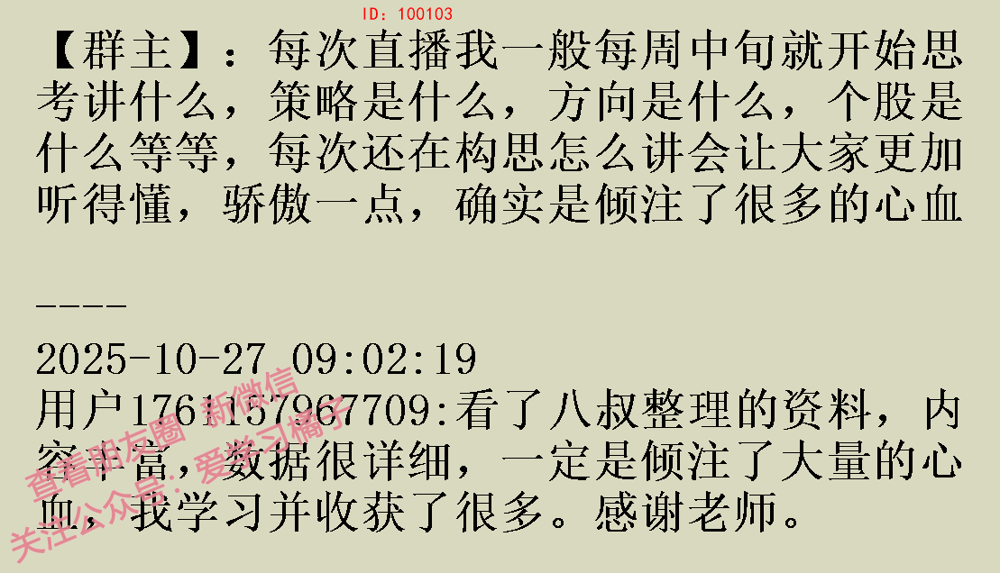 ID: 100103
【群主】：每次直播我一般每周中旬就开始思
考讲什么，策略是什么，方向是什么，个股是
什么等等，每次还在构思怎么讲会让大家更加
听得懂，骄傲一点，确实是倾注了很多的心血
----
2025-10-27 09:02:19
用户1761157967709:看了八叔整理的资料，内
容丰富，数据很详细，一定是倾注了大量的心
血，我学习并收获了很多。感谢老师。
查看朋友圈 新微信
关注公众号：爱学习橘子